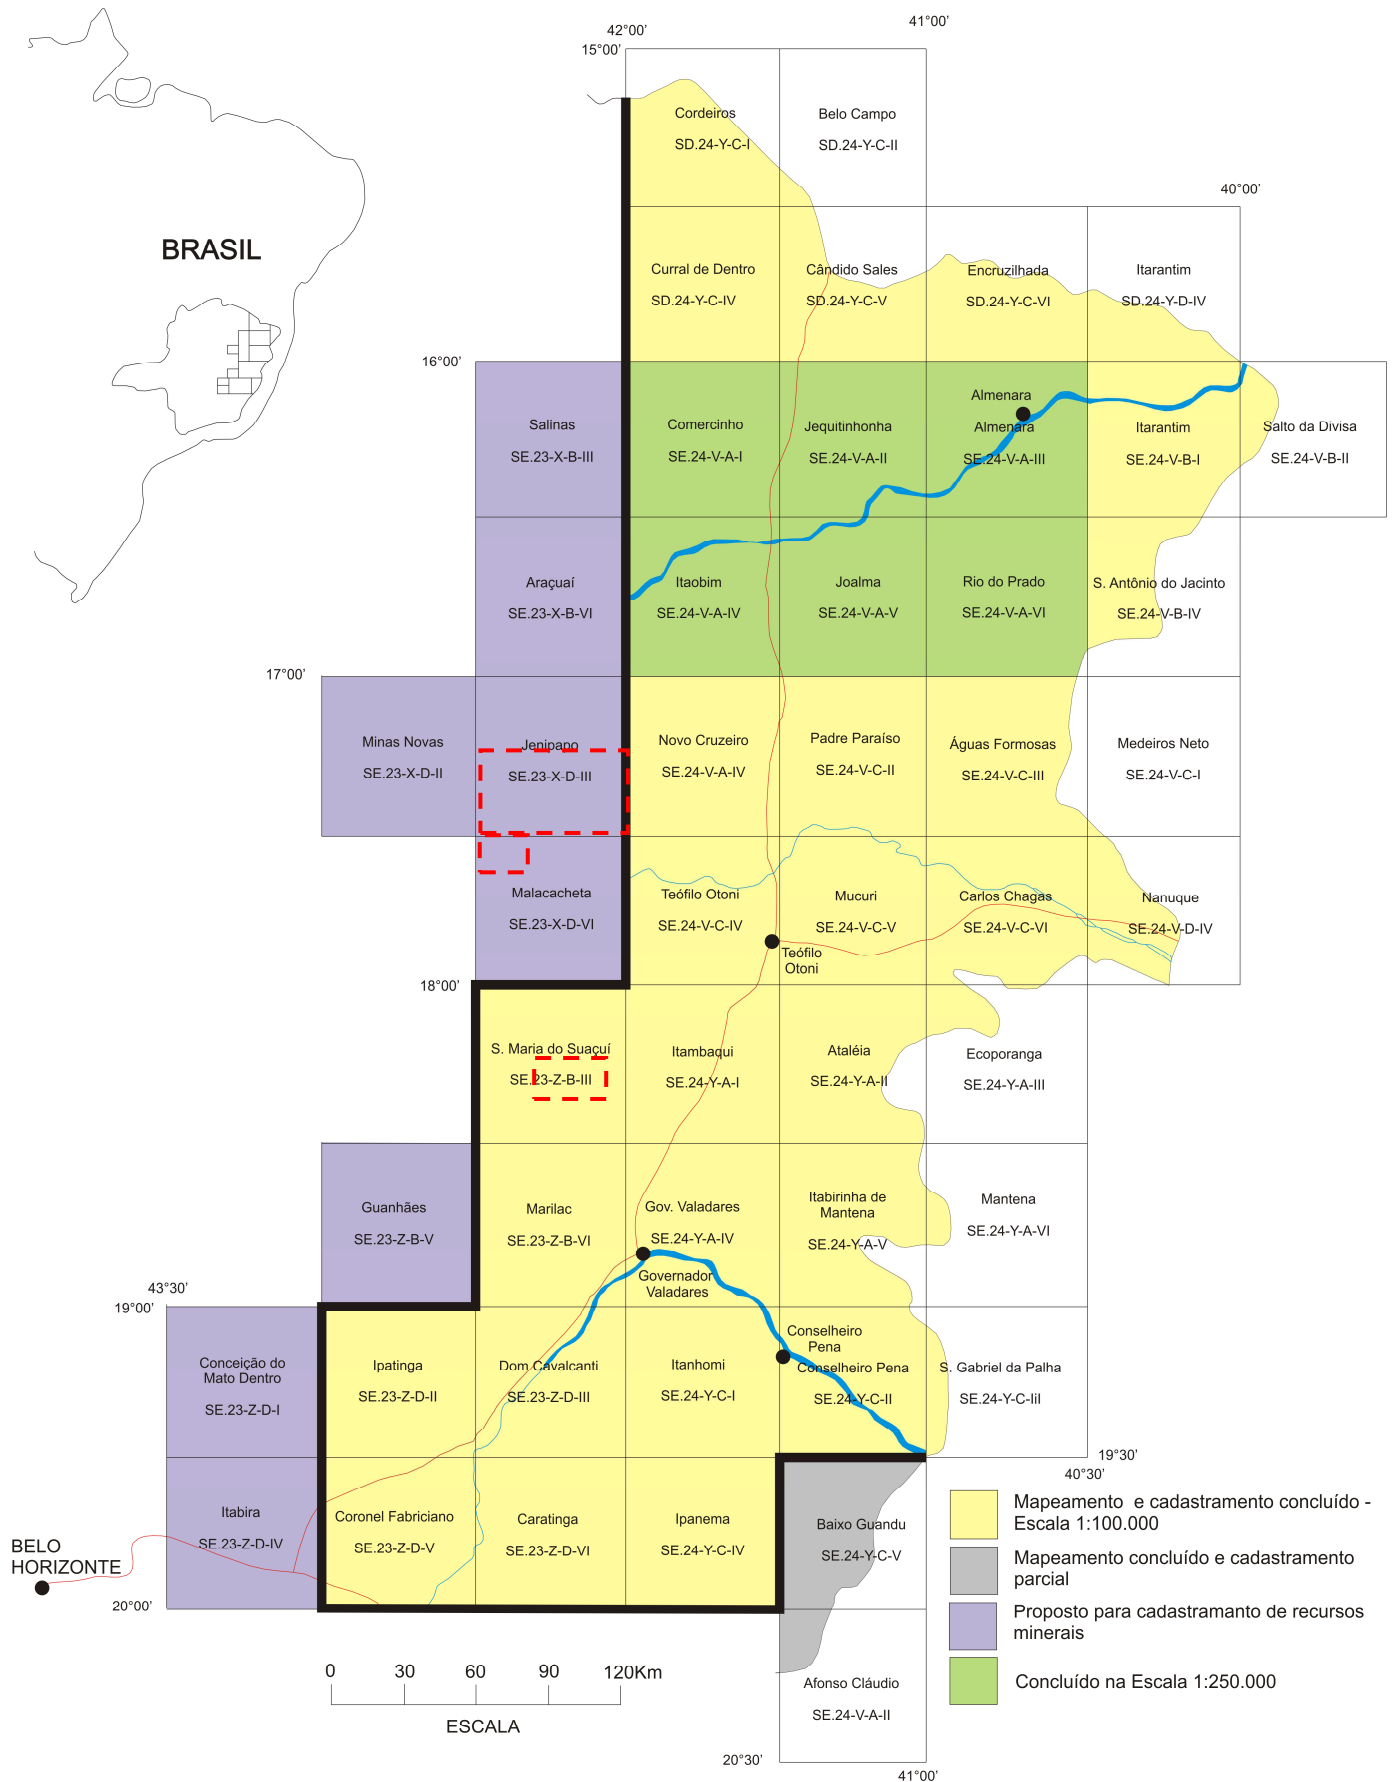 42°00'
41°00'
15°00'
Cordeiros
SD.24-Y-C-I
Belo Campo
SD.24-Y-C-II
40°00'
BRASIL
Curral de Dentro
SD.24-Y-C-IV
Cândido Sales
SD.24-Y-C-V
Encruzilhada
SD.24-Y-C-VI
Itarantim
SD.24-Y-D-IV
16°00'
Salinas
SE.23-X-B-III
Comercinho
SE.24-V-A-I
Jequitinhonha
SE.24-V-A-II
Almenara
Almenara
SE.24-V-A-III
Itarantim
SE.24-V-B-I
Salto da Divisa
SE.24-V-B-II
Araçuaí
SE.23-X-B-VI
Itaobim
SE.24-V-A-IV
Joalma
SE.24-V-A-V
Rio do Prado
SE.24-V-A-VI
S. Antônio do Jacinto
SE.24-V-B-IV
17°00'
Minas Novas
SE.23-X-D-II
Jenipapo
SE.23-X-D-III
Novo Cruzeiro
SE.24-V-A-IV
Padre Paraíso
SE.24-V-C-II
Águas Formosas
SE.24-V-C-III
Medeiros Neto
SE.24-V-C-I
Malacacheta
SE.23-X-D-VI
Teófilo Otoni
SE.24-V-C-IV
Mucuri
SE.24-V-C-V
Carlos Chagas
SE.24-V-C-VI
Nanuque
SE.24-V-D-IV
Teófilo
Otoni
18°00'
S. Maria do Suaçuí
SE.23-Z-B-III
Itambaqui
SE.24-Y-A-I
Ataléia
SE.24-Y-A-II
Ecoporanga
SE.24-Y-A-III
Guanhães
SE.23-Z-B-V
Marilac
SE.23-Z-B-VI
Gov. Valadares
SE.24-Y-A-IV
Itabirinha de
Mantena
SE.24-Y-A-V
Mantena
SE.24-Y-A-VI
Governador
Valadares
43°30'
19°00'
Conceição do
Mato Dentro
SE.23-Z-D-I
Ipatinga
SE.23-Z-D-II
Dom Cavalcanti
SE.23-Z-D-III
Itanhomi
SE.24-Y-C-I
Conselheiro
Pena
Conselheiro Pena
SE.24-Y-C-II
S. Gabriel da Palha
SE.24-Y-C-IiI
19°30'
40°30'
Itabira
SE.23-Z-D-IV
Coronel Fabriciano
SE.23-Z-D-V
Caratinga
SE.23-Z-D-VI
Ipanema
SE.24-Y-C-IV
Baixo Guandu
SE.24-Y-C-V
BELO
HORIZONTE
20°00'
Mapeamento e cadastramento concluído -
Escala 1:100.000
Mapeamento concluído e cadastramento
parcial
Proposto para cadastramanto de recursos
minerais
Concluído na Escala 1:250.000
0 30 60 90 120Km
ESCALA
Afonso Cláudio
SE.24-V-A-II
20°30'
41°00'